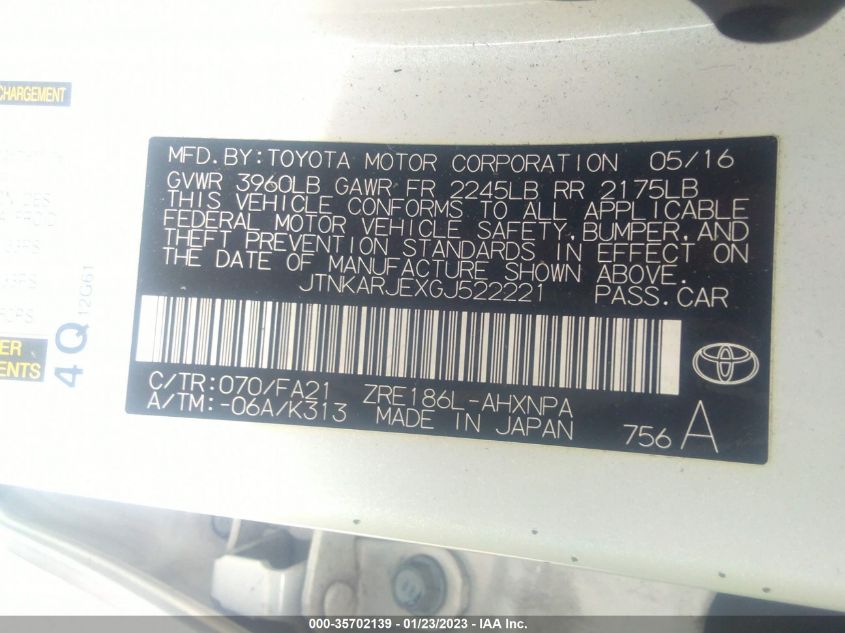 CHARGEMENT
MFD. BY: TOYOTA MOTOR CORPORATION 05/16
GVWR 3960LB GAWR FR 2245LB RR 2175LB
THIS VEHICLE CONFORMS TO ALL APPLICABLE
FEDERAL MOTOR VEHICLE SAFETY, BUMPER, AND
THEFT PREVENTION STANDARDS IN EFFECT ON
THE DATE OF MANUFACTURE SHOWN ABOVE.
JTNKARJEXGJ522221 PASS. CAR
C/TR: 070/FA21 ZRE186L-AHXNPA
A/TM: -06A/K313 MADE IN JAPAN
756 A
4Q 12G61
000-35702139 - 01/23/2023 - IAA Inc.